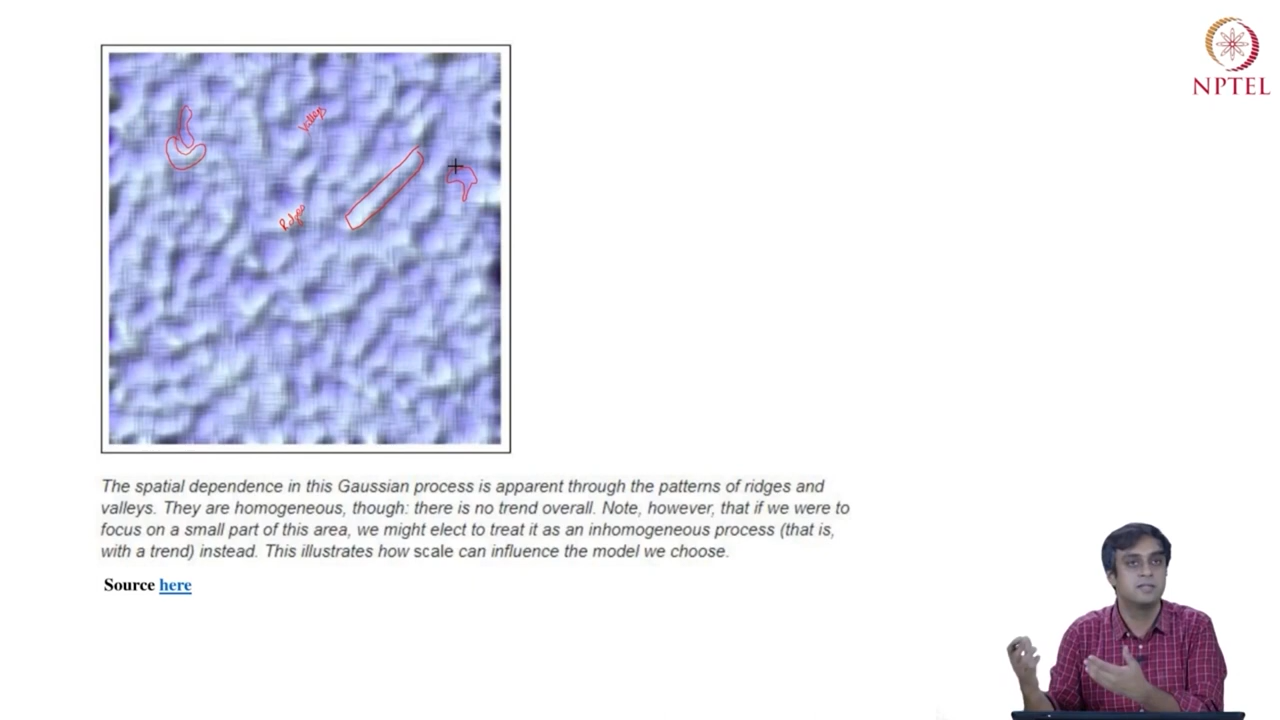 NPTEL
Valleys
Ridges
The spatial dependence in this Gaussian process is apparent through the patterns of ridges and
valleys. They are homogeneous, though: there is no trend overall. Note, however, that if we were to
focus on a small part of this area, we might elect to treat it as an inhomogeneous process (that is,
with a trend) instead. This illustrates how scale can influence the model we choose.
Source here